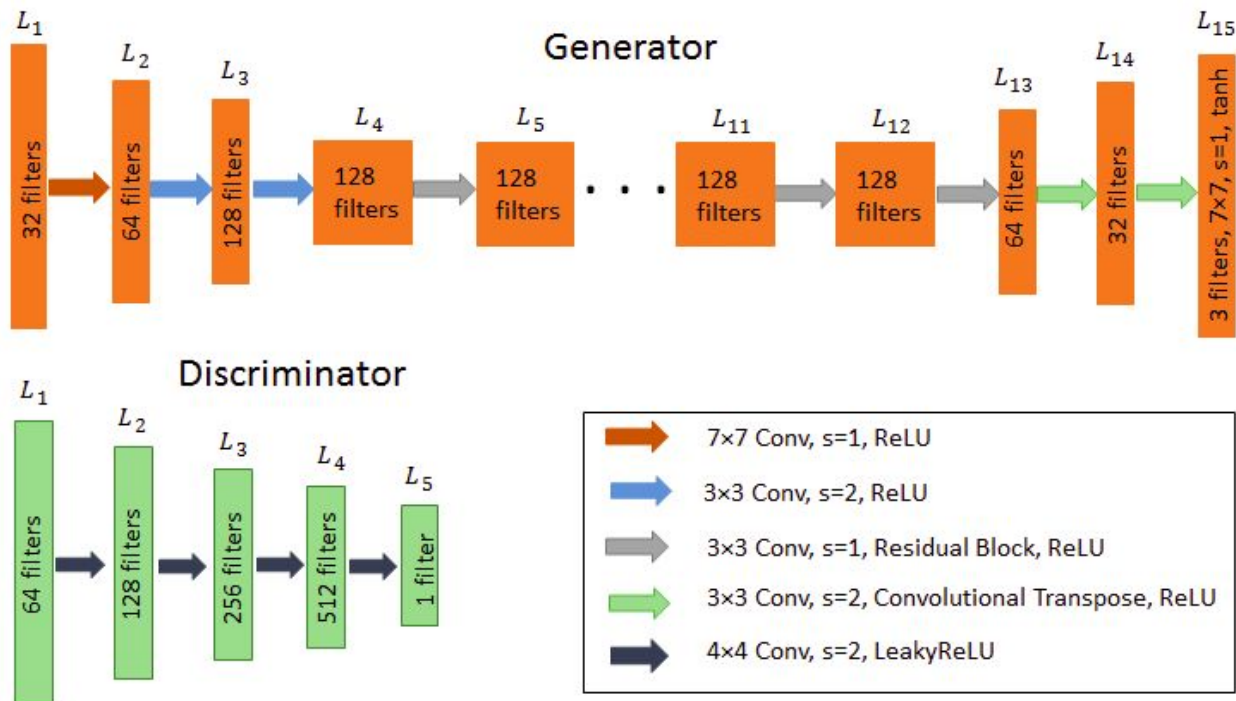 Generator
L₁
L₂
L₃
L₄
L₅
L₁₁
L₁₂
L₁₃
L₁₄
L₁₅
32 filters
64 filters
128 filters
128
filters
128
filters
· · ·
128
filters
128
filters
64 filters
32 filters
3 filters, 7×7, s=1, tanh
Discriminator
L₁
L₂
L₃
L₄
L₅
64 filters
128 filters
256 filters
512 filters
1 filter
7×7 Conv, s=1, ReLU
3×3 Conv, s=2, ReLU
3×3 Conv, s=1, Residual Block, ReLU
3×3 Conv, s=2, Convolutional Transpose, ReLU
4×4 Conv, s=2, LeakyReLU